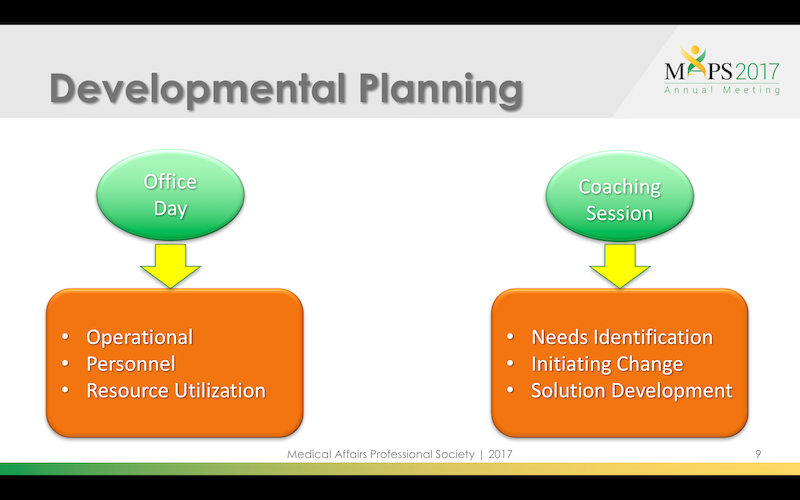 Developmental Planning
MAPS 2017
Annual Meeting
Office
Day
• Operational
• Personnel
• Resource Utilization
Coaching
Session
• Needs Identification
• Initiating Change
• Solution Development
Medical Affairs Professional Society | 2017
9